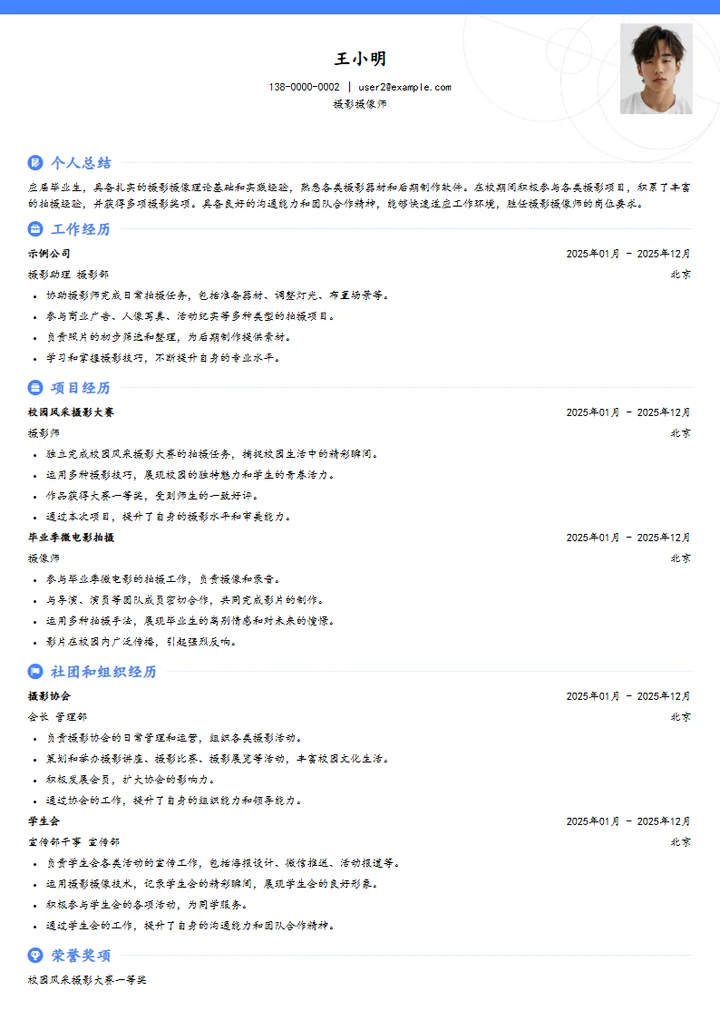 王小明
138-0000-0002 | user2@example.com
摄影摄像师
个人总结
应届毕业生，具备扎实的摄影摄像理论基础和实践经验，熟悉各类摄影器材和后期制作软件。在校期间积极参与各类摄影项目，积累了丰富
的拍摄经验，并获得多项摄影奖项。具备良好的沟通能力和团队合作精神，能够快速适应工作环境，胜任摄影摄像师的岗位要求。
工作经历
示例公司 2025年01月 - 2025年12月
摄影助理 摄影部 北京
• 协助摄影师完成日常拍摄任务，包括准备器材、调整灯光、布置场景等。
• 参与商业广告、人像写真、活动纪实等多种类型的拍摄项目。
• 负责照片的初步筛选和整理，为后期制作提供素材。
• 学习和掌握摄影技巧，不断提升自身的专业水平。
项目经历
校园风采摄影大赛 2025年01月 - 2025年12月
摄影师 北京
• 独立完成校园风采摄影大赛的拍摄任务，捕捉校园生活中的精彩瞬间。
• 运用多种摄影技巧，展现校园的独特魅力和学生的青春活力。
• 作品获得大赛一等奖，受到师生的一致好评。
• 通过本次项目，提升了自身的摄影水平和审美能力。
毕业季微电影拍摄 2025年01月 - 2025年12月
摄像师 北京
• 参与毕业季微电影的拍摄工作，负责摄像和录音。
• 与导演、演员等团队成员密切合作，共同完成影片的制作。
• 运用多种拍摄手法，展现毕业生的离别情感和对未来的憧憬。
• 影片在校园内广泛传播，引起强烈反响。
社团和组织经历
摄影协会 2025年01月 - 2025年12月
会长 管理部 北京
• 负责摄影协会的日常管理和运营，组织各类摄影活动。
• 策划和举办摄影讲座、摄影比赛、摄影展览等活动，丰富校园文化生活。
• 积极发展会员，扩大协会的影响力。
• 通过协会的工作，提升了自身的组织能力和领导能力。
学生会 2025年01月 - 2025年12月
宣传部干事 宣传部 北京
• 负责学生会各类活动的宣传工作，包括海报设计、微信推送、活动报道等。
• 运用摄影摄像技术，记录学生会的精彩瞬间，展现学生会的良好形象。
• 积极参与学生会的各项活动，为同学服务。
• 通过学生会的工作，提升了自身的沟通能力和团队合作精神。
荣誉奖项
校园风采摄影大赛一等奖